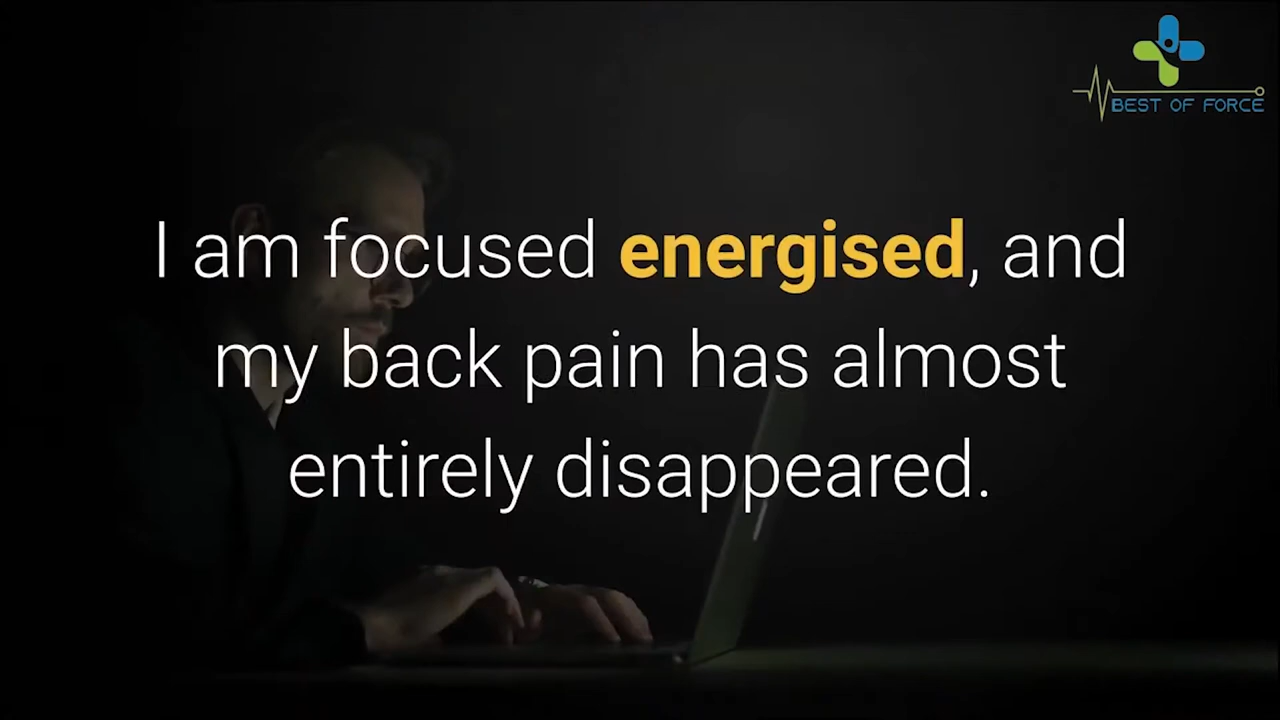 BEST OF FORCE
I am focused energised, and
my back pain has almost
entirely disappeared.